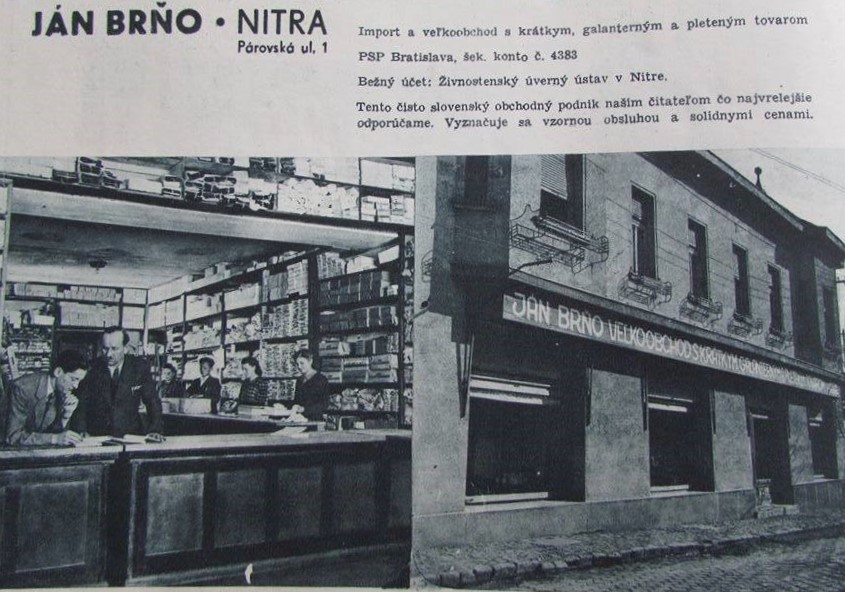 JÁN BRŇO • NITRA
Párovská ul. 1
Import a veľkoobchod s krátkym, galanterným a pleteným tovarom
PSP Bratislava, šek. konto č. 4383
Bežný účet: Živnostenský úverný ústav v Nitre.
Tento čisto slovenský obchodný podnik našim čitateľom čo najvrelejšie
odporúčame. Vyznačuje sa vzornou obsluhou a solídnymi cenami.
JÁN BRŇO VEĽKOOBCHOD S KRÁTKYM